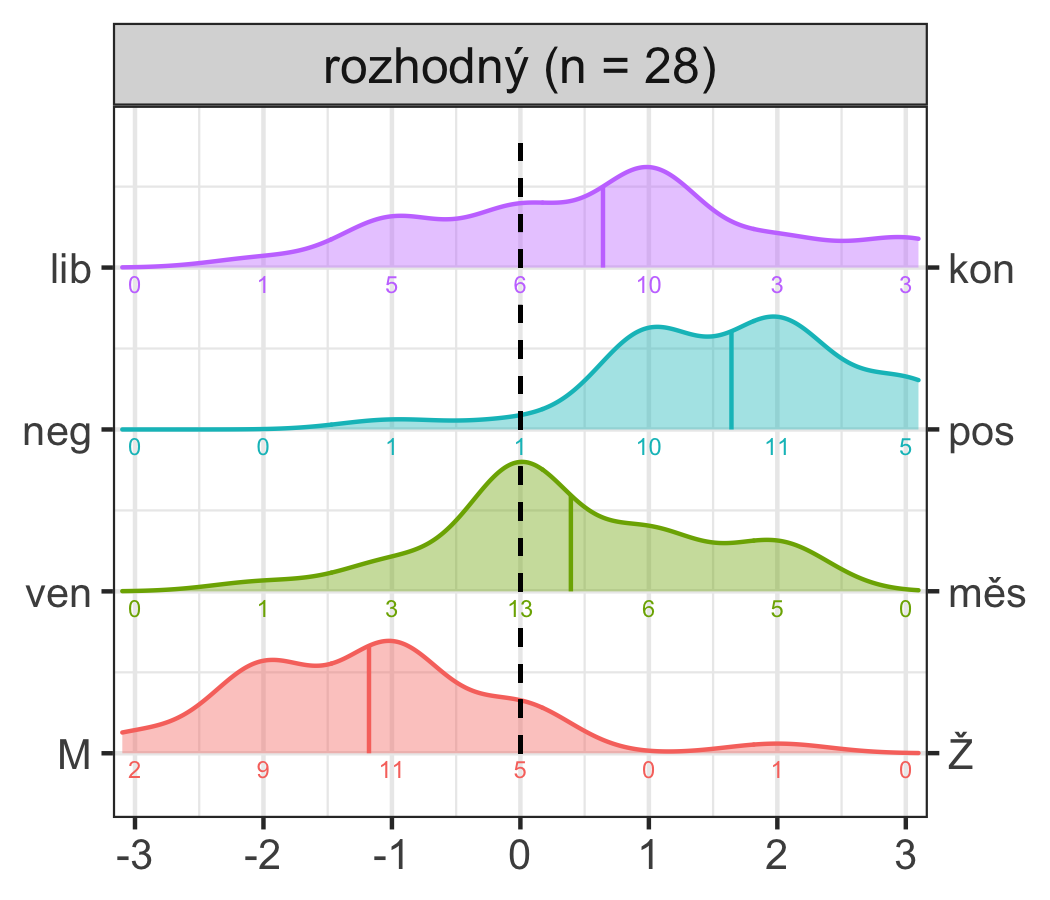 rozhodný (n = 28)
lib kon
0 1 5 6 10 3 3
neg pos
0 0 1 1 10 11 5
ven měs
0 1 3 13 6 5 0
M Ž
2 9 11 5 0 1 0
-3 -2 -1 0 1 2 3